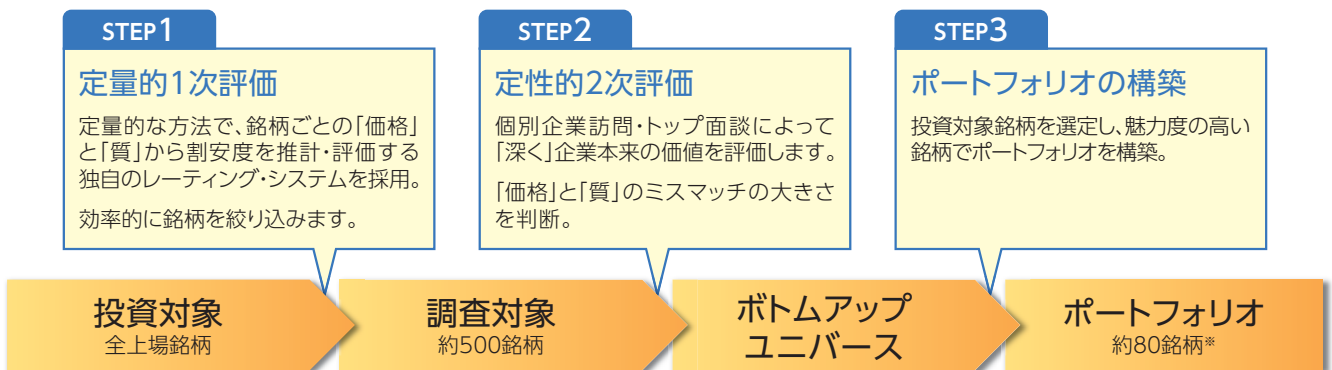 STEP1
定量的1次評価
定量的な方法で、銘柄ごとの「価格」
と「質」から割安度を推計・評価する
独自のレーティング・システムを採用。
効率的に銘柄を絞り込みます。
STEP2
定性的2次評価
個別企業訪問・トップ面談によって
「深く」企業本来の価値を評価します。
「価格」と「質」のミスマッチの大きさ
を判断。
STEP3
ポートフォリオの構築
投資対象銘柄を選定し、魅力度の高い
銘柄でポートフォリオを構築。
投資対象
全上場銘柄
調査対象
約500銘柄
ボトムアップ
ユニバース
ポートフォリオ
約80銘柄※